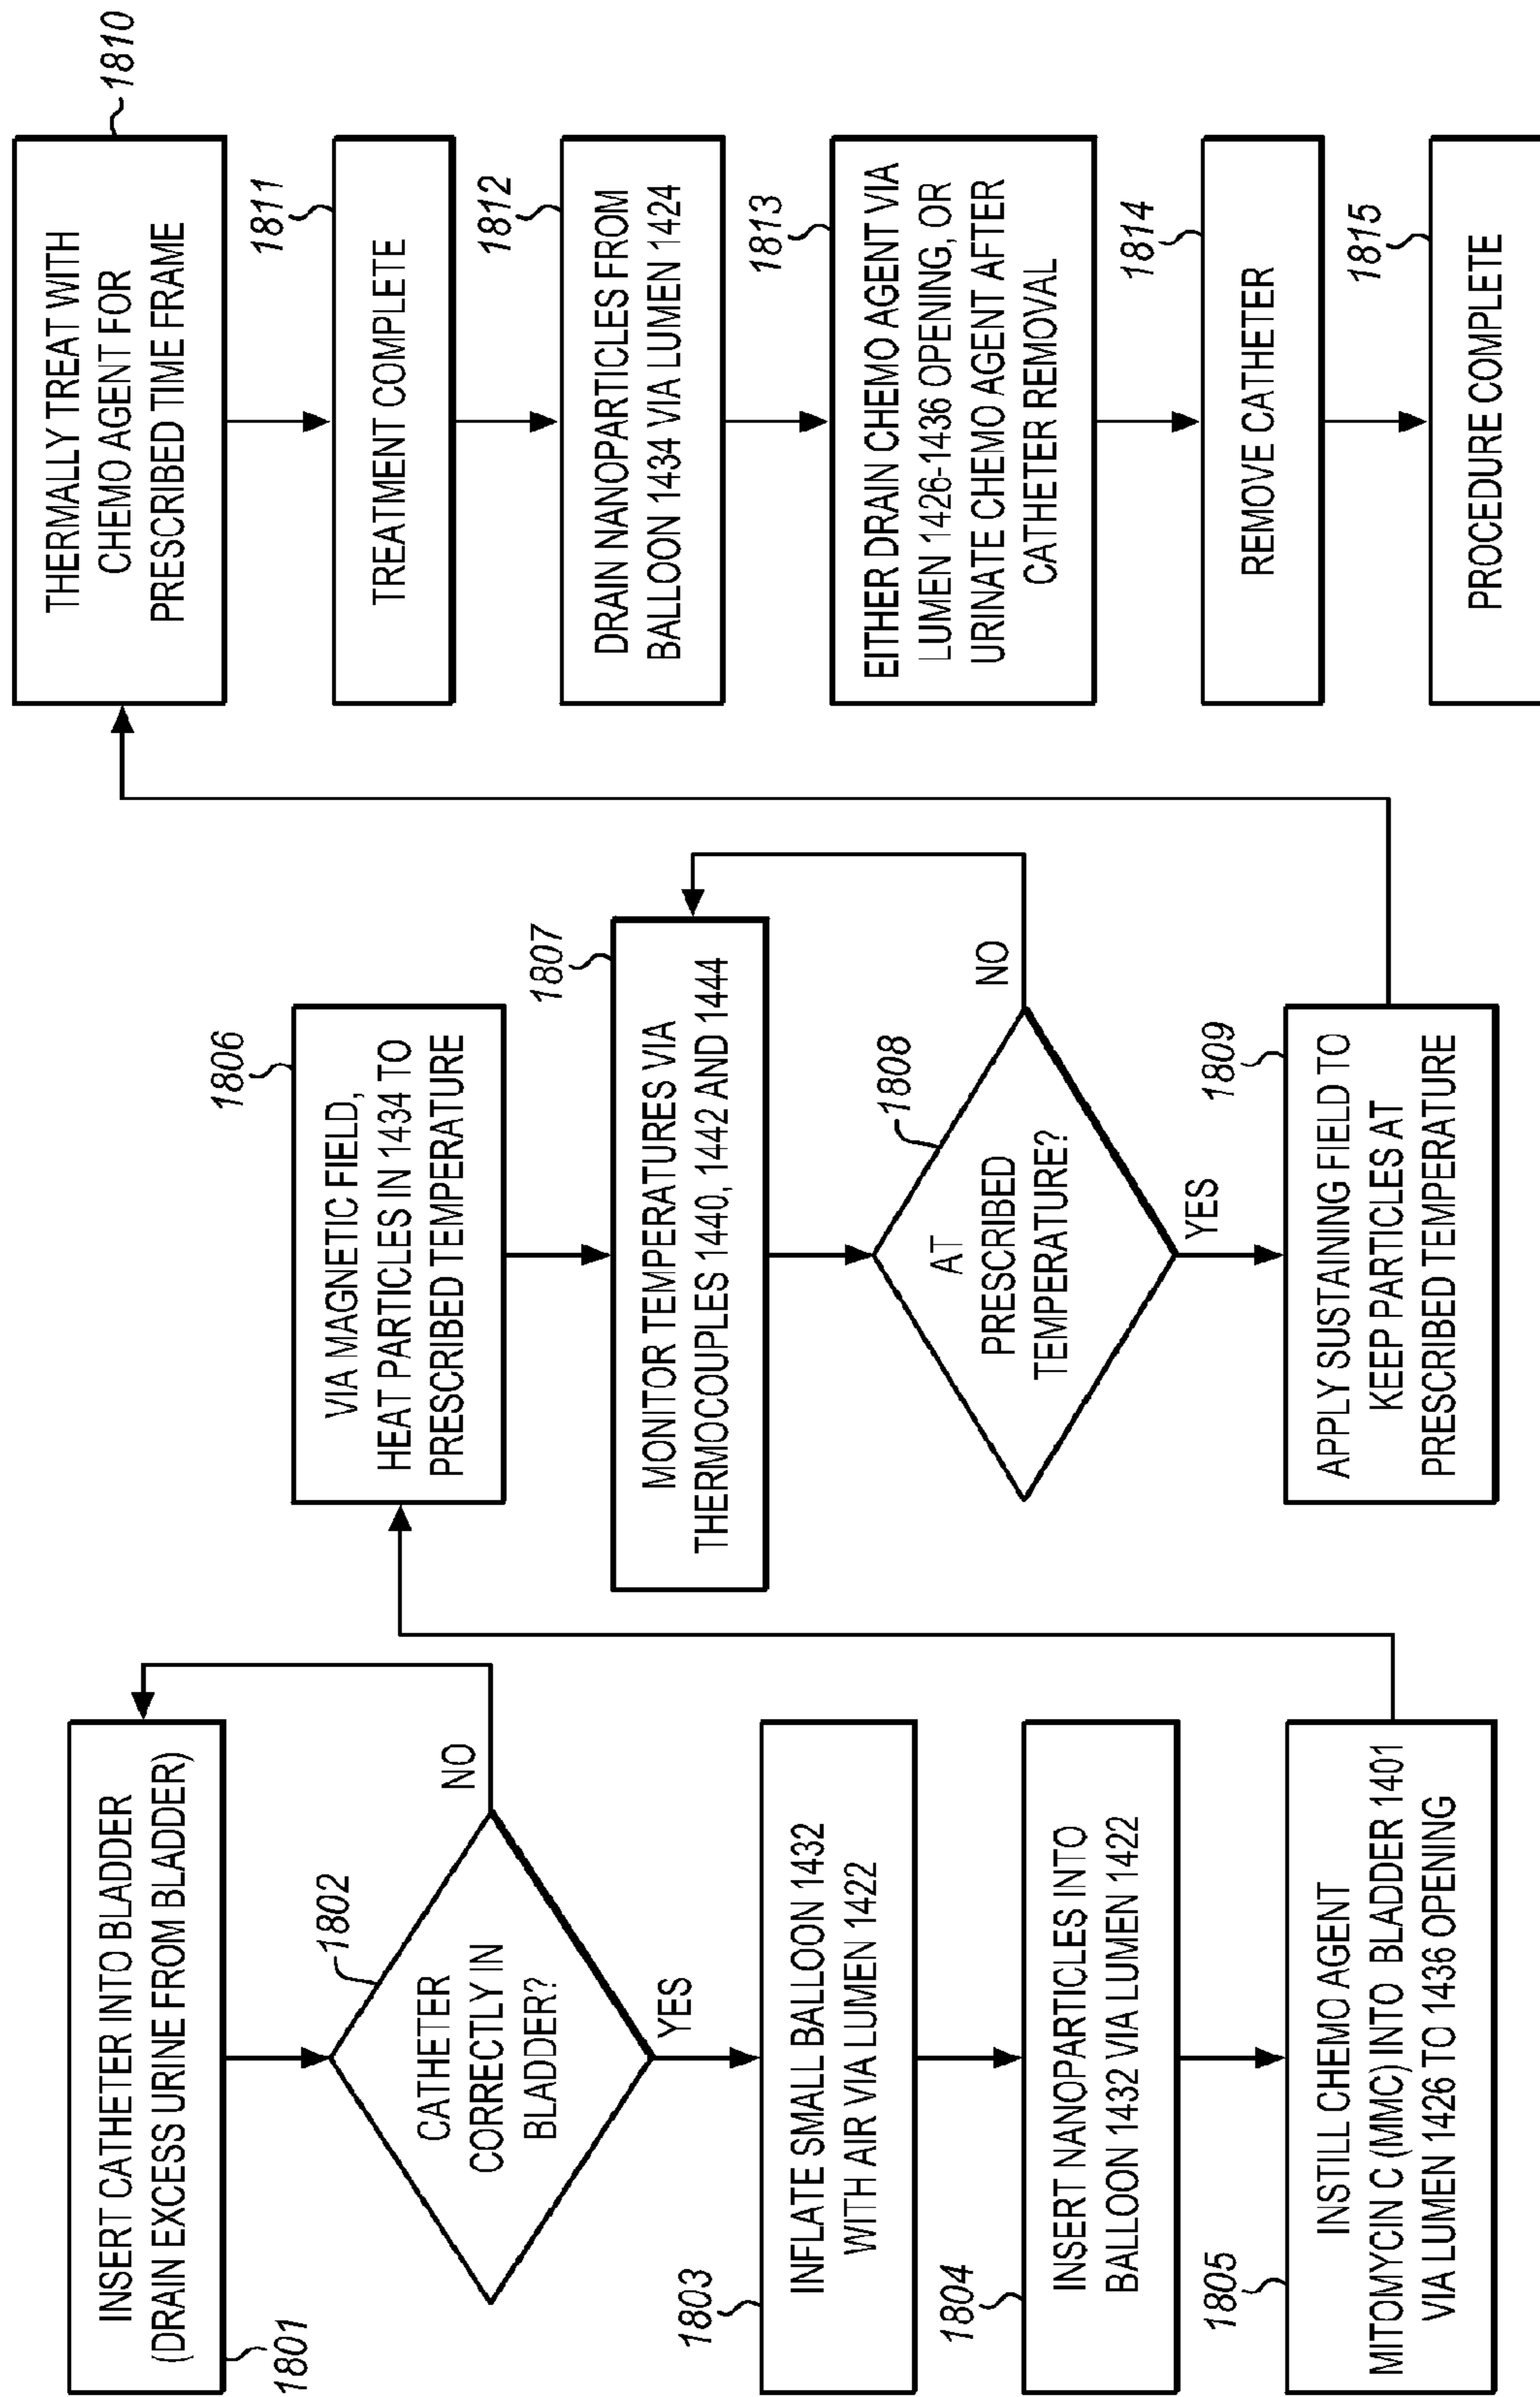 INSERT CATHETER INTO BLADDER
(DRAIN EXCESS URINE FROM BLADDER)
1801
CATHETER
CORRECTLY IN
BLADDER?
1802
NO
YES
INFLATE SMALL BALLOON 1432
WITH AIR VIA LUMEN 1422
1803
INSERT NANOPARTICLES INTO
BALLOON 1432 VIA LUMEN 1422
1804
INSTILL CHEMO AGENT
MITOMYCIN C (MMC) INTO BLADDER 1401
VIA LUMEN 1426 TO 1436 OPENING
1805
VIA MAGNETIC FIELD,
HEAT PARTICLES IN 1434 TO
PRESCRIBED TEMPERATURE
1806
MONITOR TEMPERATURES VIA
THERMOCOUPLES 1440, 1442 AND 1444
1807
AT
PRESCRIBED
TEMPERATURE?
1808
NO
YES
APPLY SUSTAINING FIELD TO
KEEP PARTICLES AT
PRESCRIBED TEMPERATURE
1809
THERMALLY TREAT WITH
CHEMO AGENT FOR
PRESCRIBED TIME FRAME
1810
TREATMENT COMPLETE
1811
DRAIN NANOPARTICLES FROM
BALLOON 1434 VIA LUMEN 1424
1812
EITHER DRAIN CHEMO AGENT VIA
LUMEN 1426-1436 OPENING, OR
URINATE CHEMO AGENT AFTER
CATHETER REMOVAL
1813
REMOVE CATHETER
1814
PROCEDURE COMPLETE
1815